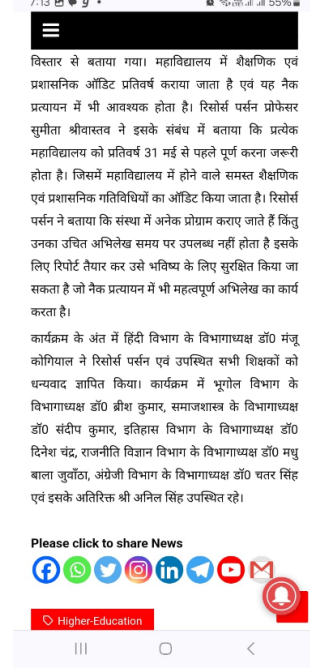 7:13
55%
विस्तार से बताया गया। महाविद्यालय में शैक्षणिक एवं
प्रशासनिक ऑडिट प्रतिवर्ष कराया जाता है एवं यह नैक
प्रत्यायन में भी आवश्यक होता है। रिसोर्स पर्सन प्रोफेसर
सुमीता श्रीवास्तव ने इसके संबंध में बताया कि प्रत्येक
महाविद्यालय को प्रतिवर्ष 31 मई से पहले पूर्ण करना जरूरी
होता है। जिसमें महाविद्यालय में होने वाले समस्त शैक्षणिक
एवं प्रशासनिक गतिविधियों का ऑडिट किया जाता है। रिसोर्स
पर्सन ने बताया कि संस्था में अनेक प्रोग्राम कराए जाते हैं किंतु
उनका उचित अभिलेख समय पर उपलब्ध नहीं होता है इसके
लिए रिपोर्ट तैयार कर उसे भविष्य के लिए सुरक्षित किया जा
सकता है जो नैक प्रत्यायन में भी महत्वपूर्ण अभिलेख का कार्य
करता है।
कार्यक्रम के अंत में हिंदी विभाग के विभागाध्यक्ष डॉ0 मंजू
कोगियाल ने रिसोर्स पर्सन एवं उपस्थित सभी शिक्षकों को
धन्यवाद ज्ञापित किया। कार्यक्रम में भूगोल विभाग के
विभागाध्यक्ष डॉ0 ब्रीश कुमार, समाजशास्त्र के विभागाध्यक्ष
डॉ0 संदीप कुमार, इतिहास विभाग के विभागाध्यक्ष डॉ0
दिनेश चंद्र, राजनीति विज्ञान विभाग के विभागाध्यक्ष डॉ0 मधु
बाला जुवाँठा, अंग्रेजी विभाग के विभागाध्यक्ष डॉ0 चतर सिंह
एवं इसके अतिरिक्त श्री अनिल सिंह उपस्थित रहे।
Please click to share News
Higher-Education